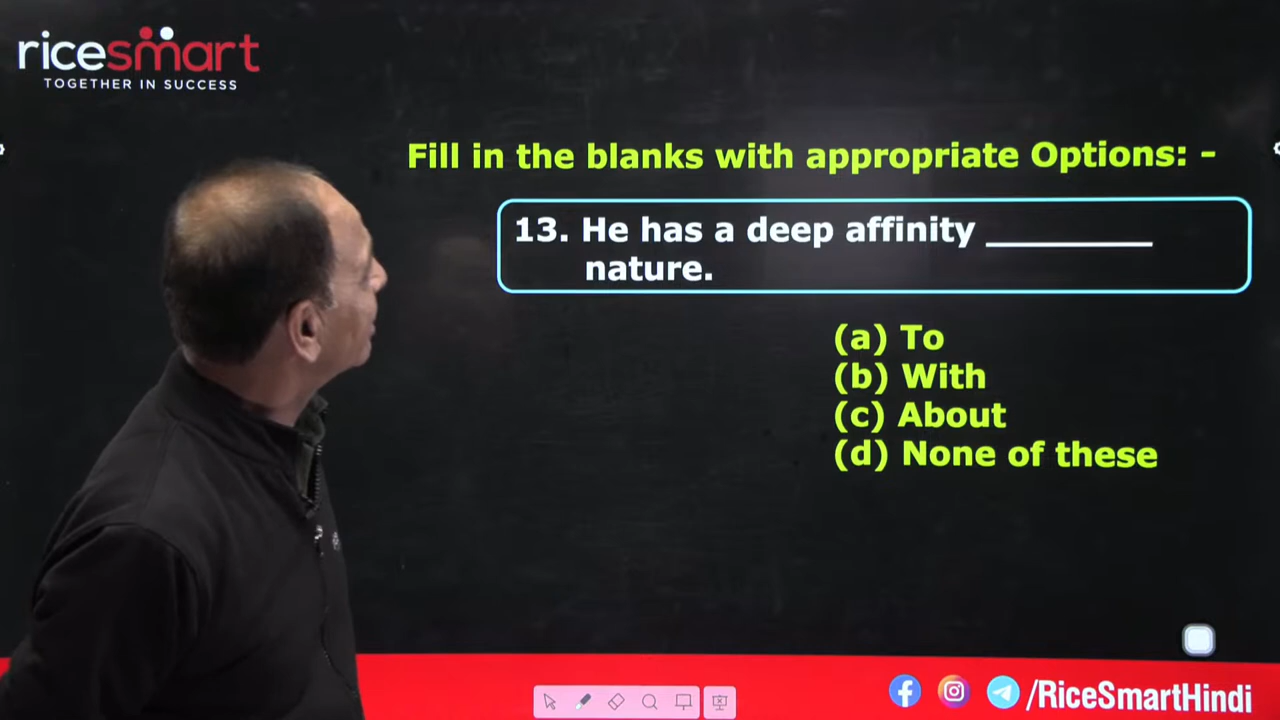 ricesmart
TOGETHER IN SUCCESS
Fill in the blanks with appropriate Options: -
13. He has a deep affinity __________
nature.
(a) To
(b) With
(c) About
(d) None of these
/RiceSmartHindi